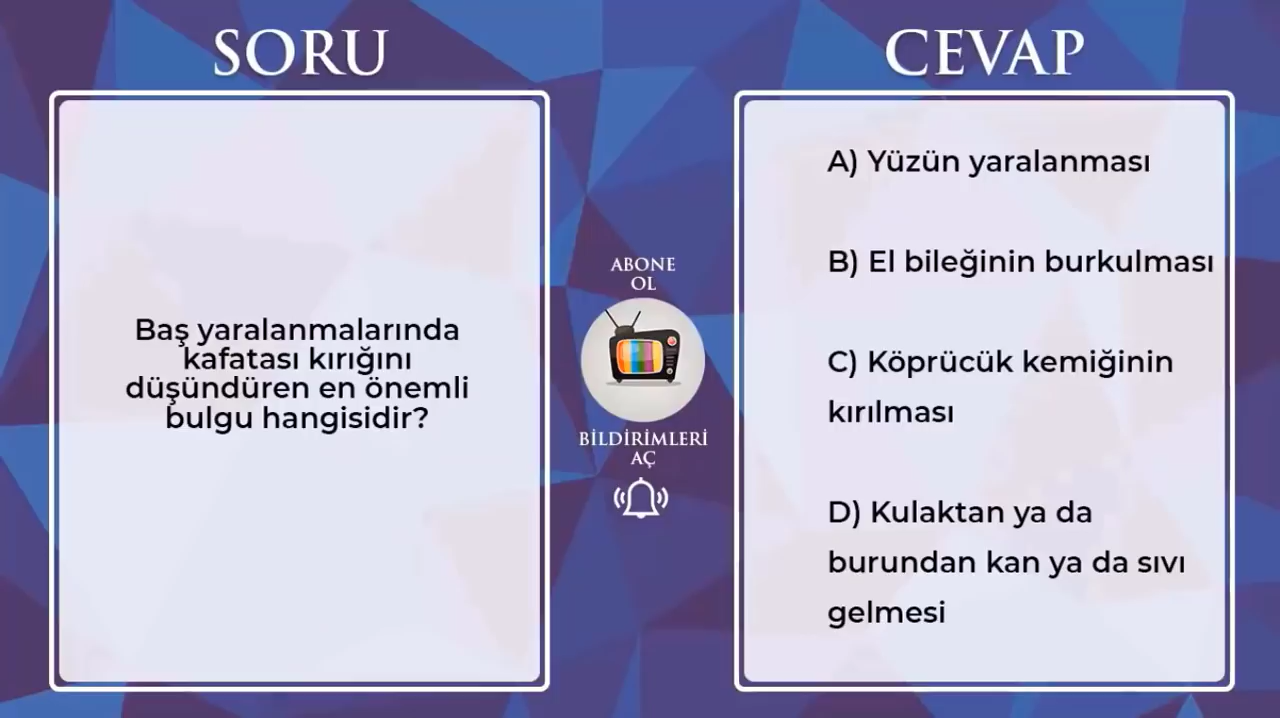 SORU
Baş yaralanmalarında
kafatası kırığını
düşündüren en önemli
bulgu hangisidir?
ABONE
OL
BİLDİRİMLERİ
AÇ
CEVAP
A) Yüzün yaralanması
B) El bileğinin burkulması
C) Köprücük kemiğinin
kırılması
D) Kulaktan ya da
burundan kan ya da sıvı
gelmesi